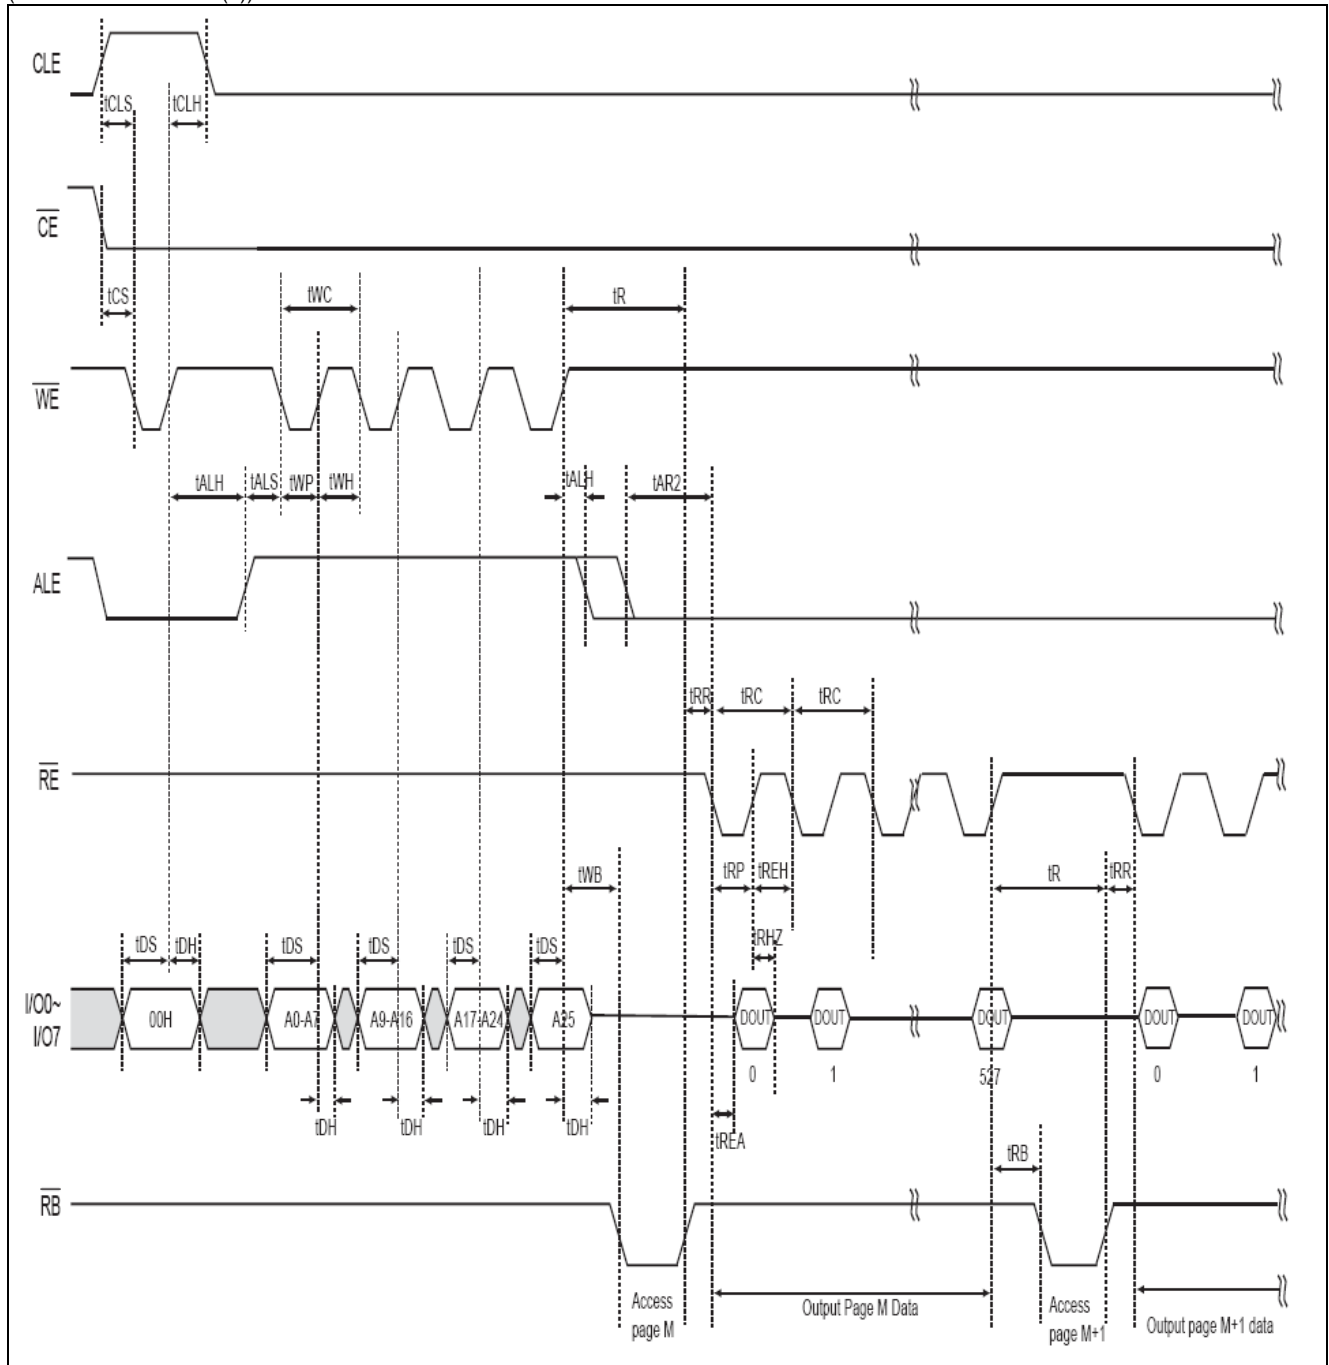 CLE
tCLS
tCLH
CE
tCS
tWC
tR
WE
tALH
tALS
tWP
tWH
tALH
tAR2
ALE
tRR
tRC
tRC
RE
tWB
tRP
tREH
tR
tRR
tRHZ
tDS
tDH
tDS
tDS
tDS
tDS
I/O0~
I/O7
00H
A0-A7
A9-A16
A17-A24
A25
DOUT
DOUT
DOUT
DOUT
DOUT
0
1
527
0
1
tDH
tDH
tDH
tDH
tREA
tRB
RB
Access
page M
Output Page M Data
Access
page M+1
Output page M+1 data